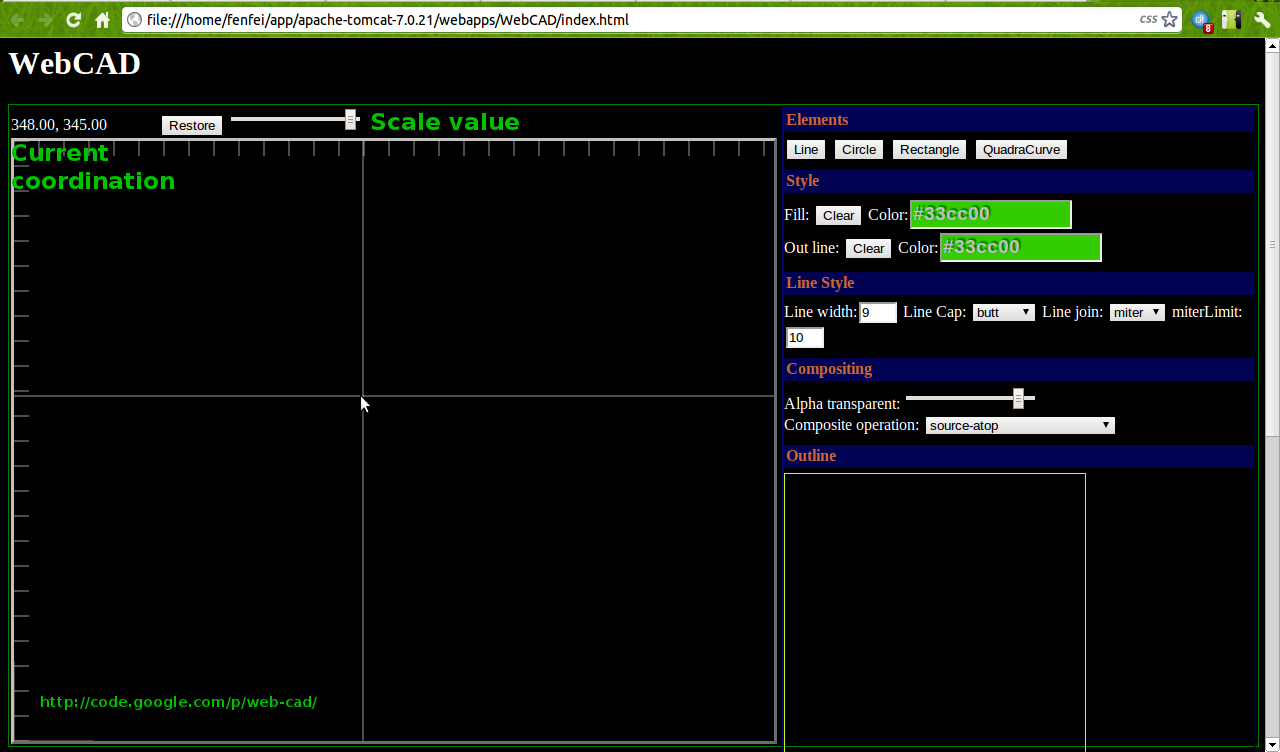 file:///home/fenfei/app/apache-tomcat-7.0.21/webapps/WebCAD/index.html
CSS
8
WebCAD
348.00, 345.00
Restore
Scale value
Current
coordination
http://code.google.com/p/web-cad/
Elements
Line Circle Rectangle QuadraCurve
Style
Fill: Clear Color: #33cc00
Out line: Clear Color: #33cc00
Line Style
Line width: 9 Line Cap: butt Line join: miter miterLimit:
10
Compositing
Alpha transparent:
Composite operation: source-atop
Outline